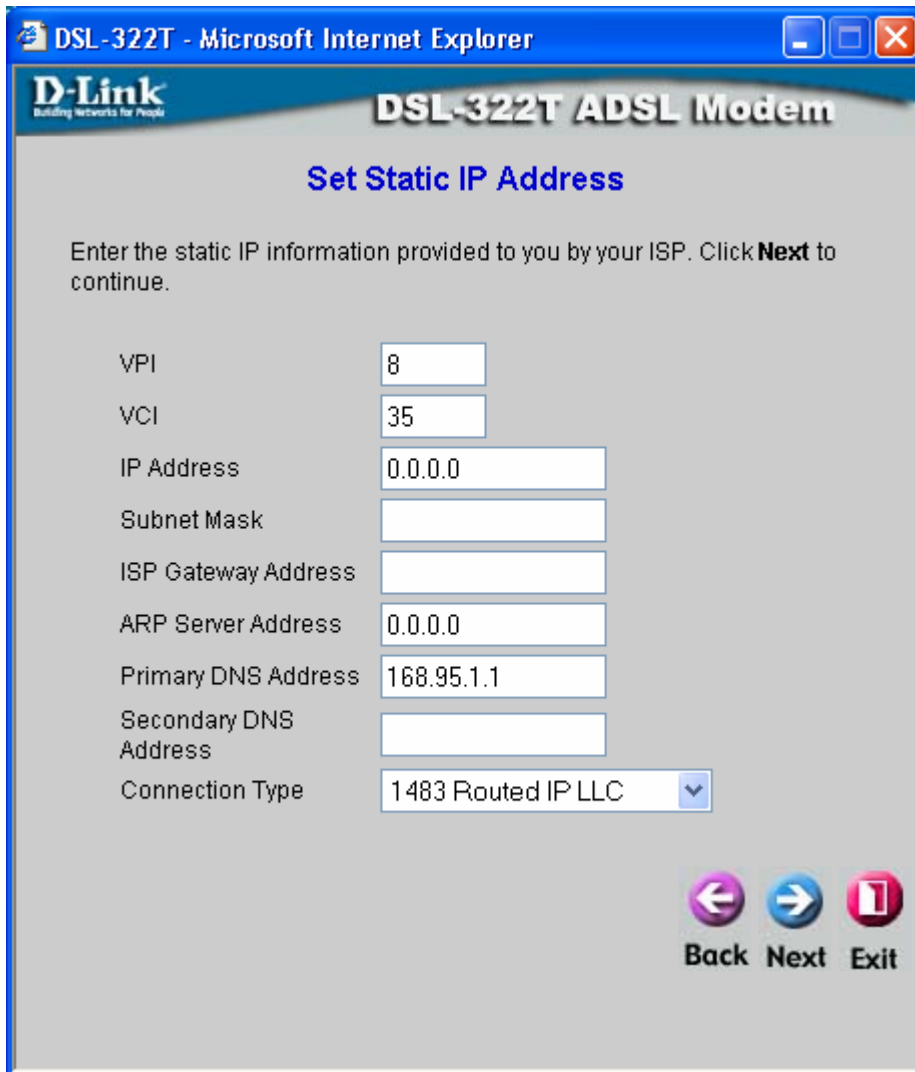 DSL-322T - Microsoft Internet Explorer
D-Link
Building Networks for People
DSL-322T ADSL Modem
Set Static IP Address
Enter the static IP information provided to you by your ISP. Click Next to
continue.
VPI 8
VCI 35
IP Address 0.0.0.0
Subnet Mask
ISP Gateway Address
ARP Server Address 0.0.0.0
Primary DNS Address 168.95.1.1
Secondary DNS
Address
Connection Type 1483 Routed IP LLC
Back Next Exit